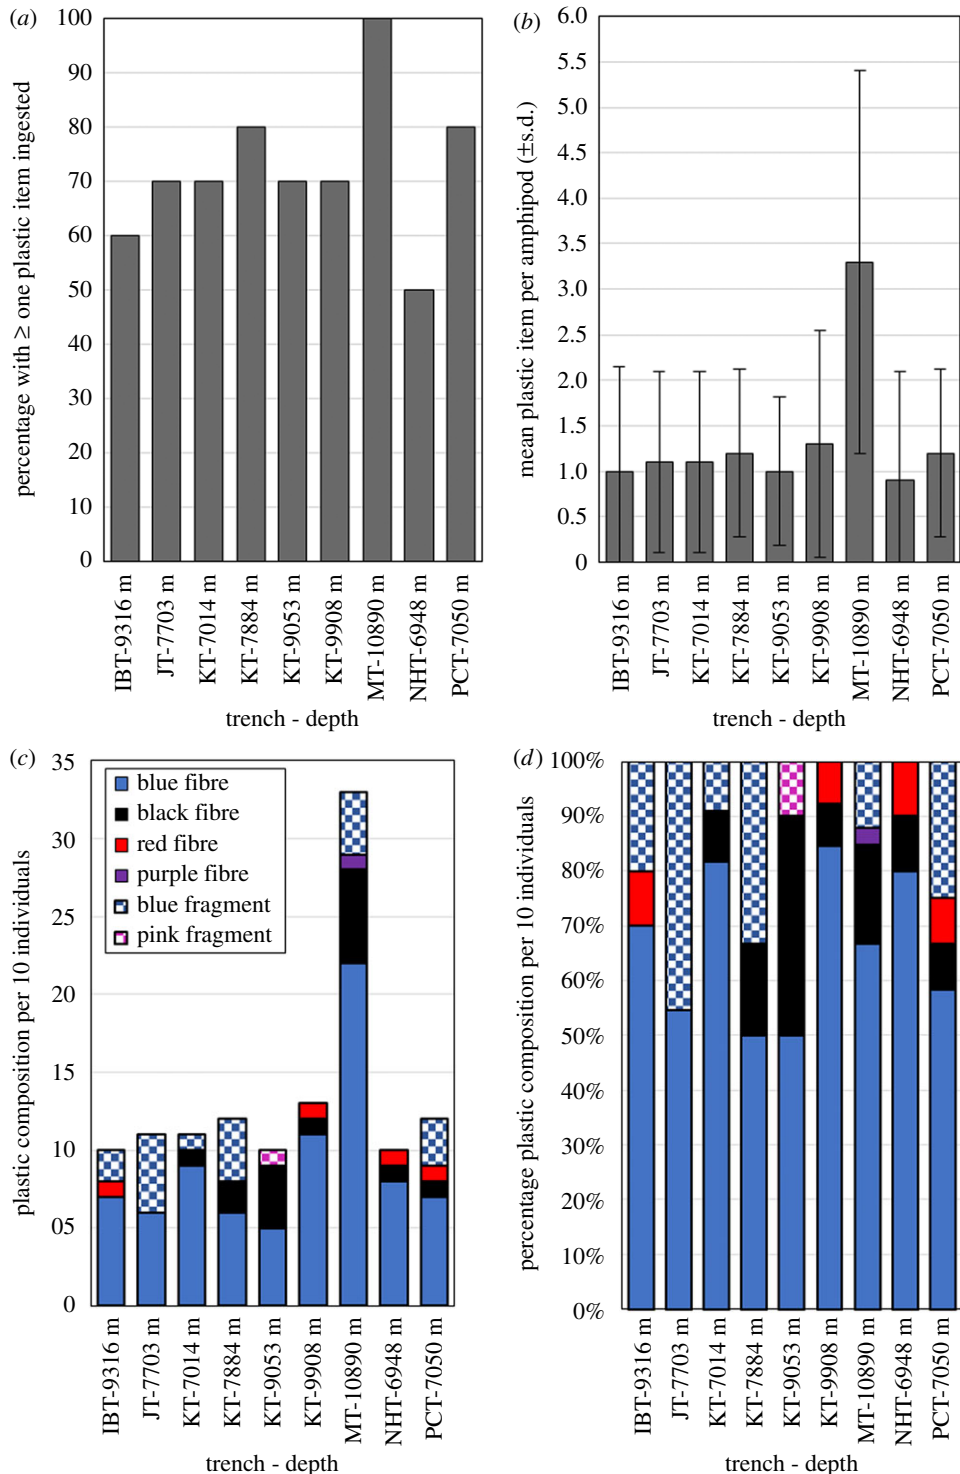 (a)
percentage with ≥ one plastic item ingested
100
90
80
70
60
50
40
30
20
10
0
IBT-9316 m
JT-7703 m
KT-7014 m
KT-7884 m
KT-9053 m
KT-9908 m
MT-10890 m
NHT-6948 m
PCT-7050 m
trench - depth
(b)
mean plastic item per amphipod (±s.d.)
6.0
5.5
5.0
4.5
4.0
3.5
3.0
2.5
2.0
1.5
1.0
0.5
0
IBT-9316 m
JT-7703 m
KT-7014 m
KT-7884 m
KT-9053 m
KT-9908 m
MT-10890 m
NHT-6948 m
PCT-7050 m
trench - depth
(c)
plastic composition per 10 individuals
35
30
25
20
15
10
05
0
blue fibre
black fibre
red fibre
purple fibre
blue fragment
pink fragment
IBT-9316 m
JT-7703 m
KT-7014 m
KT-7884 m
KT-9053 m
KT-9908 m
MT-10890 m
NHT-6948 m
PCT-7050 m
trench - depth
(d)
percentage plastic composition per 10 individuals
100%
90%
80%
70%
60%
50%
40%
30%
20%
10%
0%
IBT-9316 m
JT-7703 m
KT-7014 m
KT-7884 m
KT-9053 m
KT-9908 m
MT-10890 m
NHT-6948 m
PCT-7050 m
trench - depth